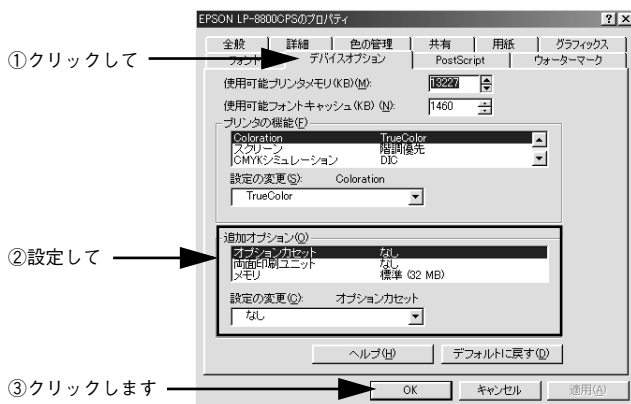 EPSON LP-8800CPSのプロパティ
全般 詳細 色の管理 共有 用紙 グラフィックス
①クリックして
フォント デバイスオプション PostScript ウォーターマーク
使用可能プリンタメモリ(KB)(M): 13227
使用可能フォントキャッシュ(KB) (N): 1460
プリンタの機能(F)
Coloration TrueColor
スクリーン 階調優先
CMYKシミュレーション DIC
設定の変更(S): Coloration
TrueColor
追加オプション(O)
②設定して
オプションカセット なし
両面印刷ユニット なし
メモリ 標準 (32 MB)
設定の変更(C): オプションカセット
なし
ヘルプ(H) デフォルトに戻す(D)
③クリックします
OK キャンセル 適用(A)